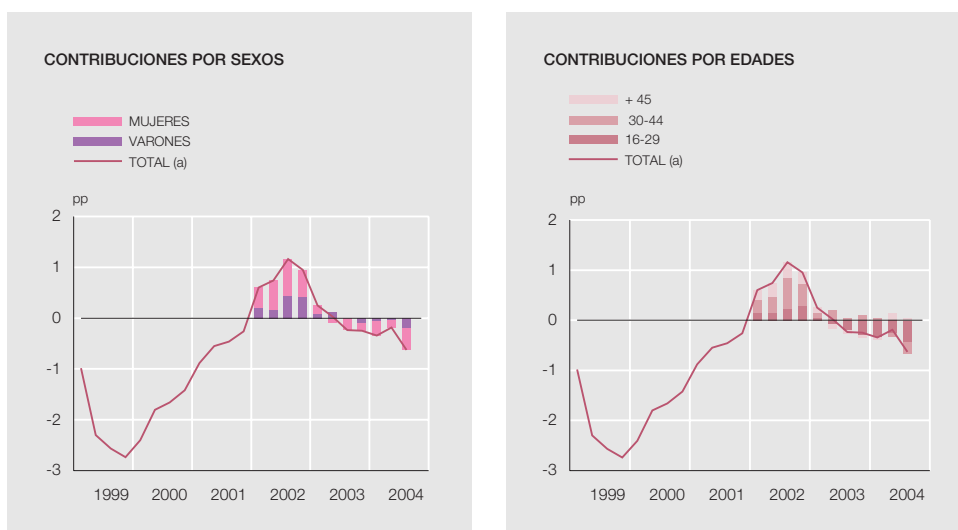 CONTRIBUCIONES POR SEXOS
MUJERES
VARONES
TOTAL (a)
pp
2
1
0
-1
-2
-3
1999 2000 2001 2002 2003 2004
CONTRIBUCIONES POR EDADES
+ 45
30-44
16-29
TOTAL (a)
pp
2
1
0
-1
-2
-3
1999 2000 2001 2002 2003 2004